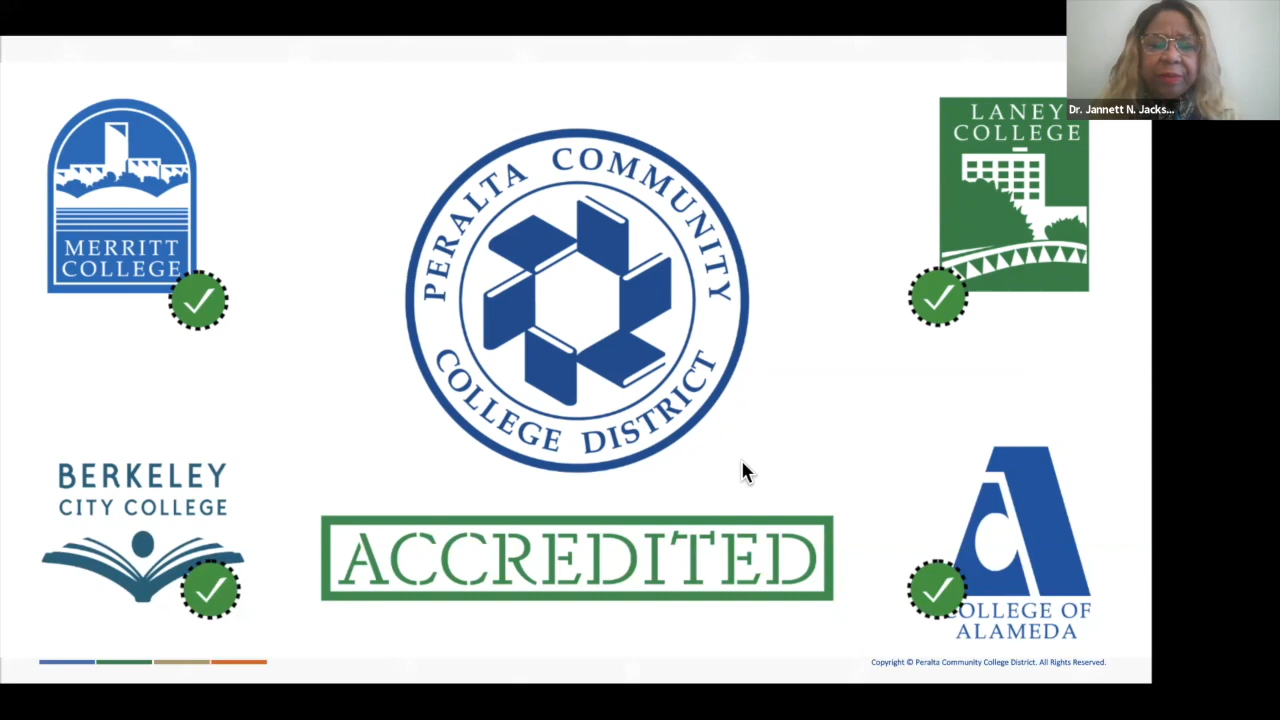 Dr. Jannett N. Jacks...
MERRITT
COLLEGE
PERALTA COMMUNITY
COLLEGE DISTRICT
LANEY
COLLEGE
BERKELEY
CITY COLLEGE
ACCREDITED
COLLEGE OF
ALAMEDA
Copyright © Peralta Community College District. All Rights Reserved.